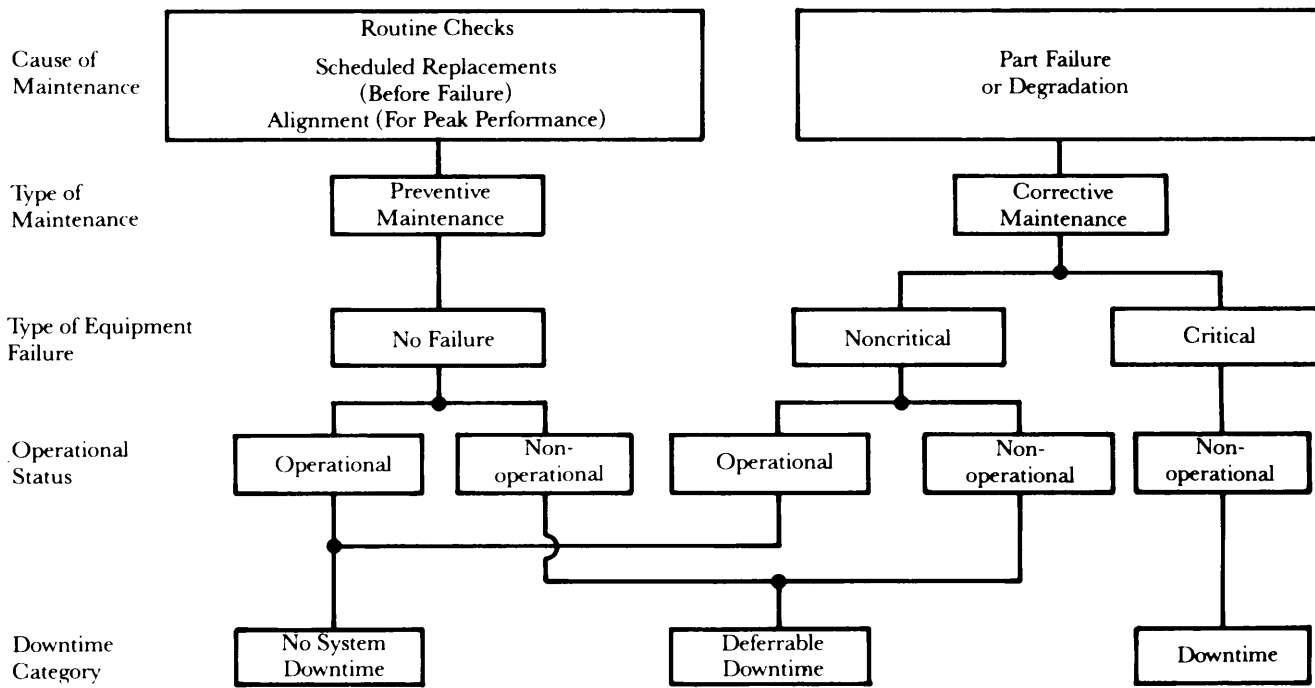 Cause of
Maintenance
Routine Checks
Scheduled Replacements
(Before Failure)
Alignment (For Peak Performance)
Part Failure
or Degradation
Type of
Maintenance
Preventive
Maintenance
Corrective
Maintenance
Type of Equipment
Failure
No Failure
Noncritical
Critical
Operational
Status
Operational
Non-
operational
Operational
Non-
operational
Non-
operational
Downtime
Category
No System
Downtime
Deferrable
Downtime
Downtime